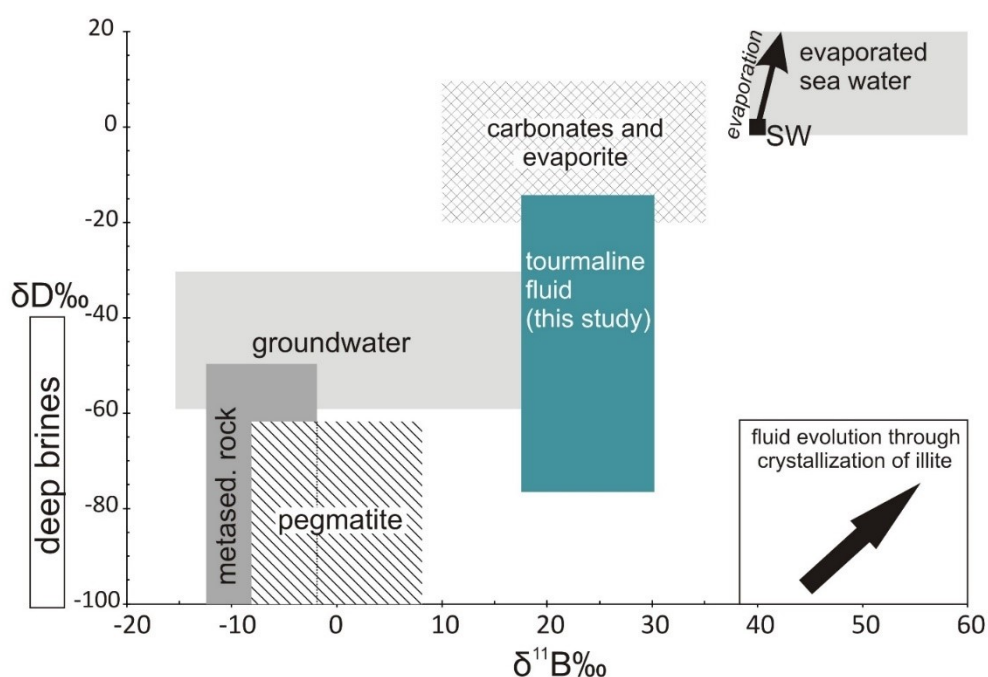 20
0
-20
-40
-60
-80
-100
δD‰
deep brines
evaporation
evaporated
sea water
SW
carbonates and
evaporite
tourmaline
fluid
(this study)
groundwater
metased. rock
pegmatite
fluid evolution through
crystallization of illite
-20 -10 0 10 20 30 40 50 60
δ¹¹B‰